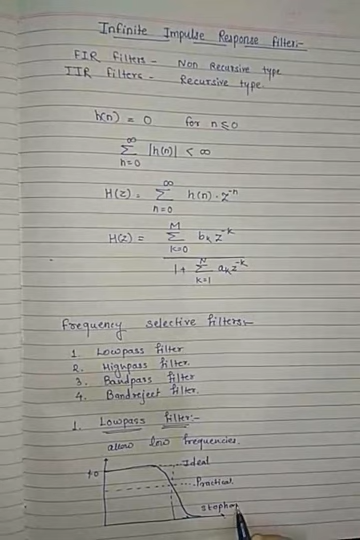 Infinite Impulse Response filter:-
FIR filters - Non Recursive type
IIR filters - Recursive type.
h(n) = 0 for n ≤ 0
∞
∑ |h(n)| < ∞
n=0
∞
H(z) = ∑ h(n) · z⁻ⁿ
n=0
M
H(z) = ∑ bₖ z⁻ᵏ
k=0
N
1 + ∑ aₖ z⁻ᵏ
k=1
Frequency selective filters:-
1. Lowpass filter
2. Highpass filter.
3. Bandpass filter
4. Bandreject filter.
1. Lowpass filter:-
allow low frequencies.
Ideal
Practical